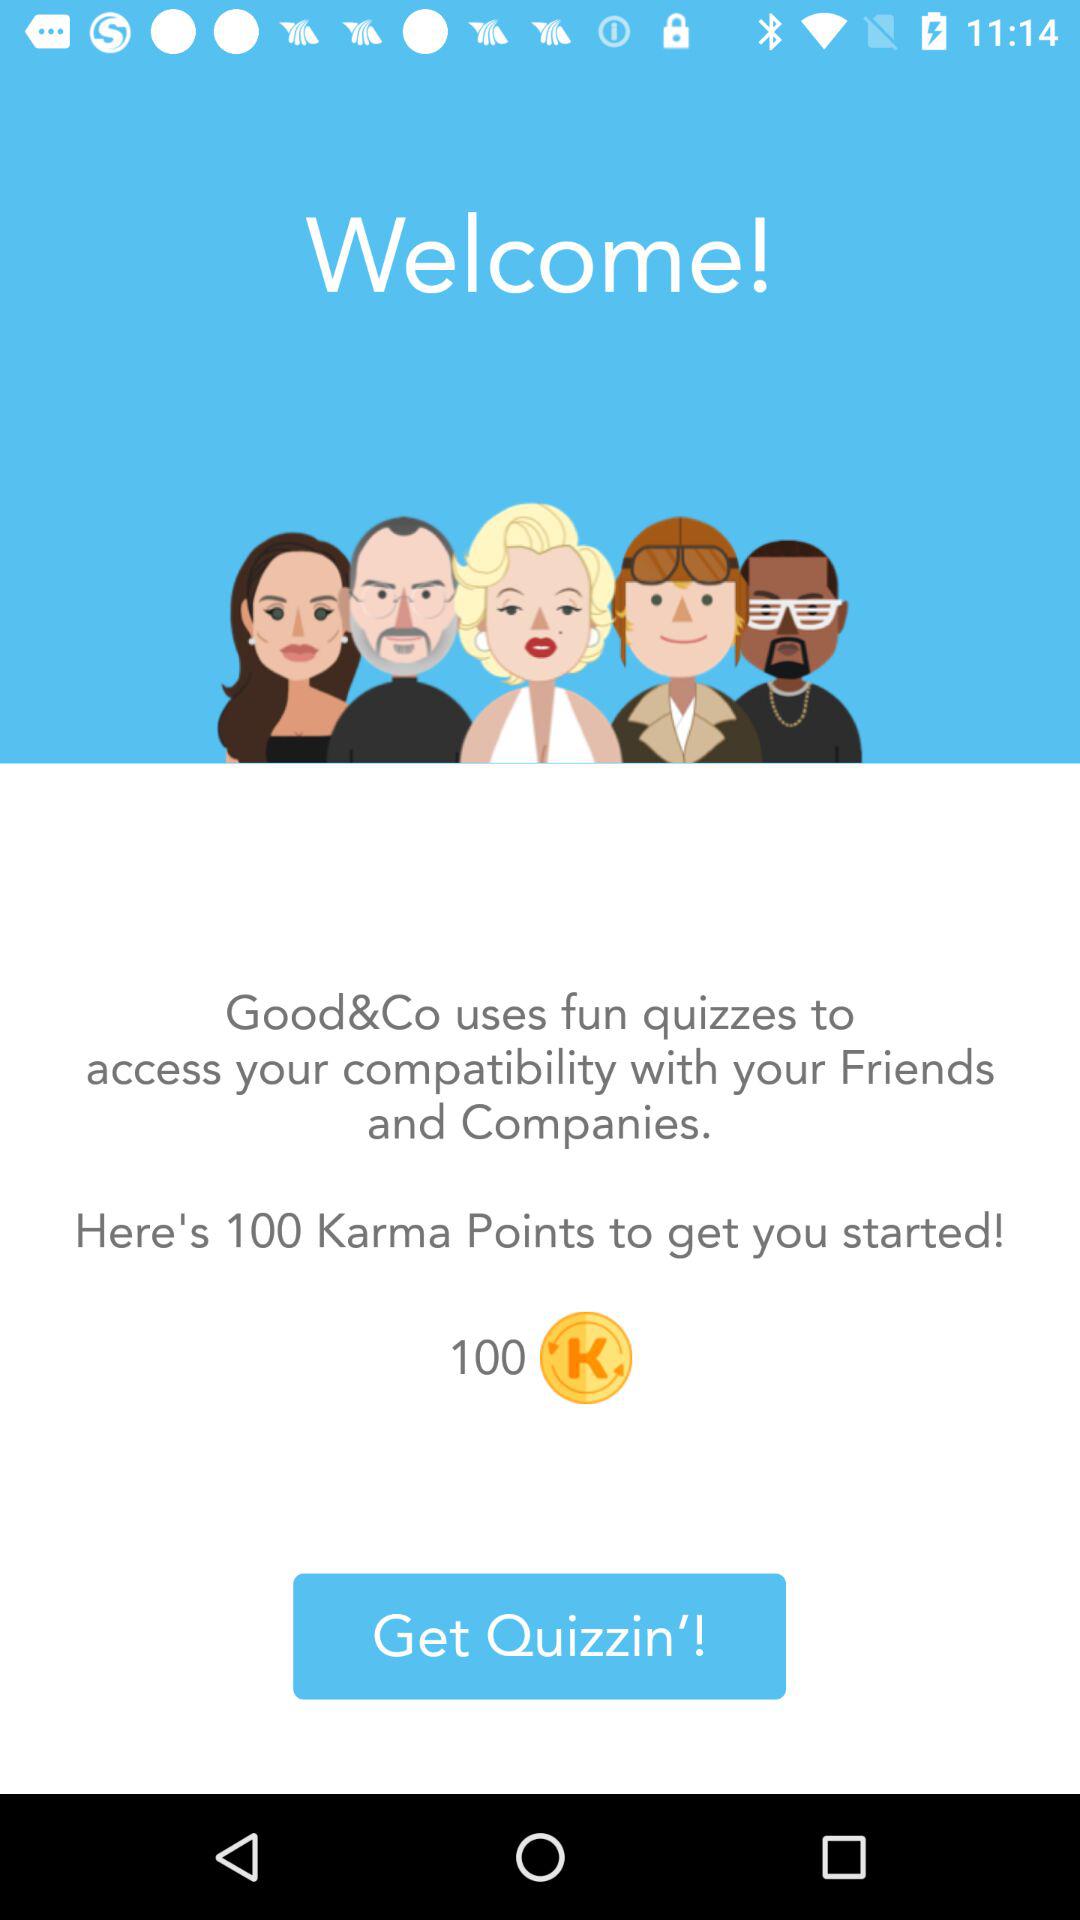 11:14
Welcome!
Good&Co uses fun quizzes to
access your compatibility with your Friends
and Companies.
Here's 100 Karma Points to get you started!
100 K
Get Quizzin’!